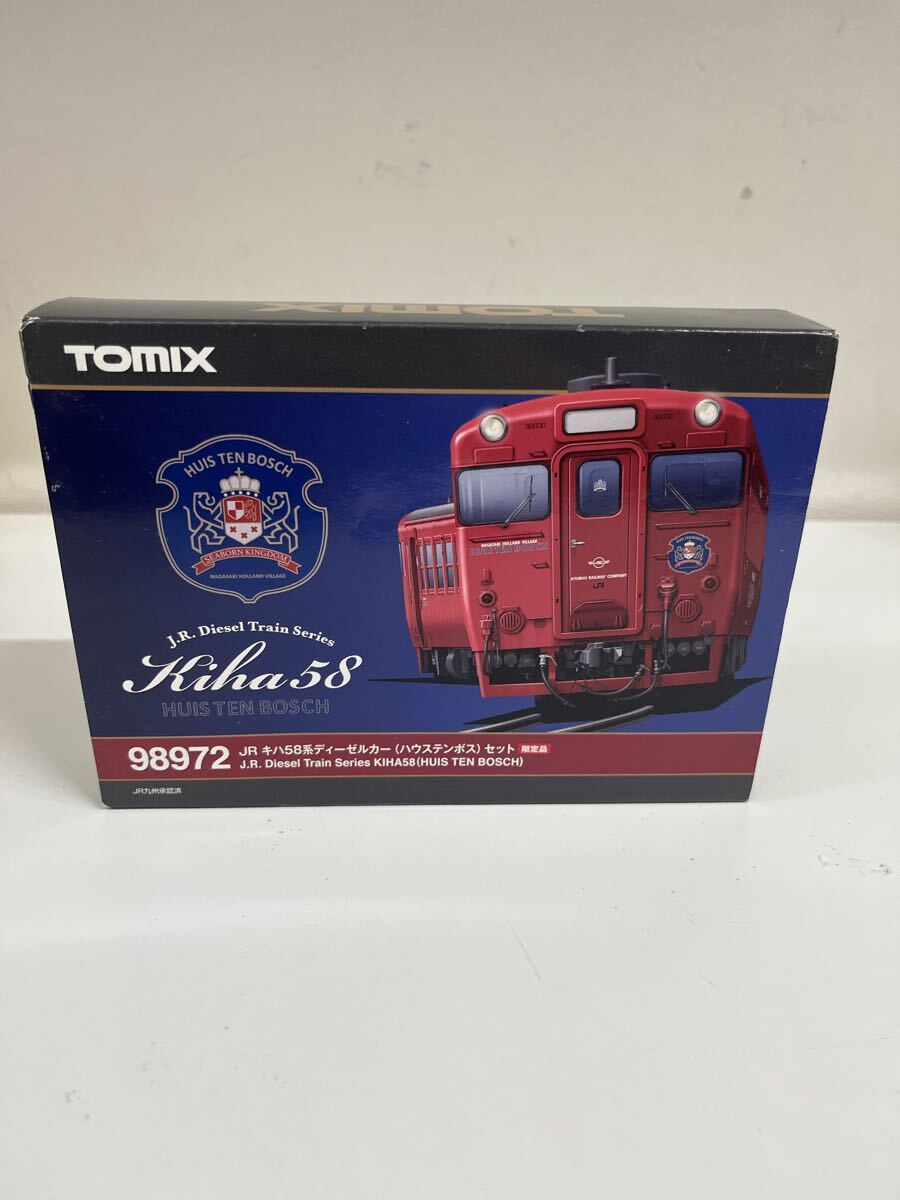 TOMIX
TOMIX
HUIS TEN BOSCH
SEABORN KINGDOM
NAGASAKI HOLLAND VILLAGE
J.R. Diesel Train Series
Kiha 58
HUIS TEN BOSCH
NAGASAKI HOLLAND VILLAGE
HUIS TEN BOSCH
KYUSHU RAILWAY COMPANY
JR
98972 JR キハ58系ディーゼルカー(ハウステンボス)セット 限定品
J.R. Diesel Train Series KIHA58(HUIS TEN BOSCH)
JR九州承認済